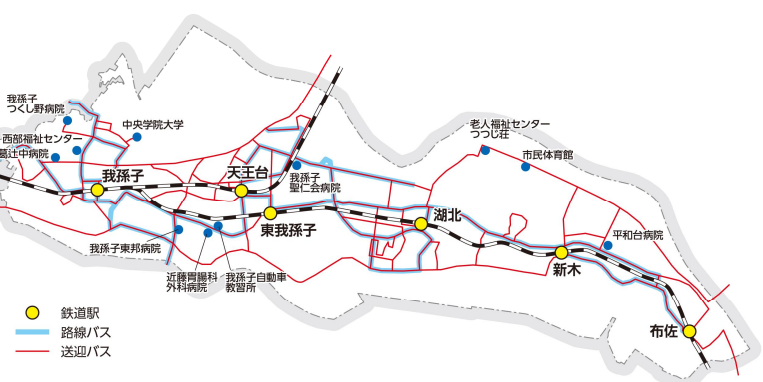 我孫子
つくし野病院
中央学院大学
西部福祉センター
葛辻中病院
我孫子
天王台
我孫子
聖仁会病院
老人福祉センター
つつじ荘
市民体育館
湖北
東我孫子
平和台病院
我孫子東邦病院
近藤胃腸科
外科病院
我孫子自動車
教習所
新木
布佐
鉄道駅
路線バス
送迎バス